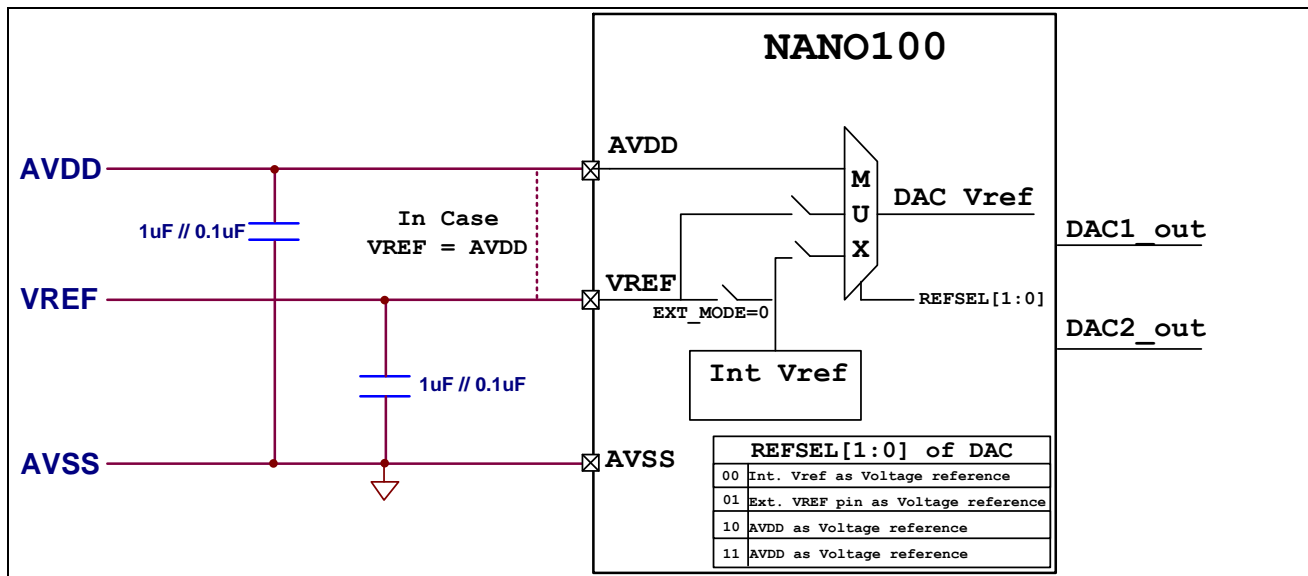 NANO100
AVDD
AVDD
M
U
X
DAC Vref
1uF // 0.1uF
In Case
VREF = AVDD
DAC1_out
VREF
VREF
EXT_MODE=0
REFSEL[1:0]
DAC2_out
Int Vref
1uF // 0.1uF
AVSS
AVSS
REFSEL[1:0] of DAC
00 Int. Vref as Voltage reference
01 Ext. VREF pin as Voltage reference
10 AVDD as Voltage reference
11 AVDD as Voltage reference